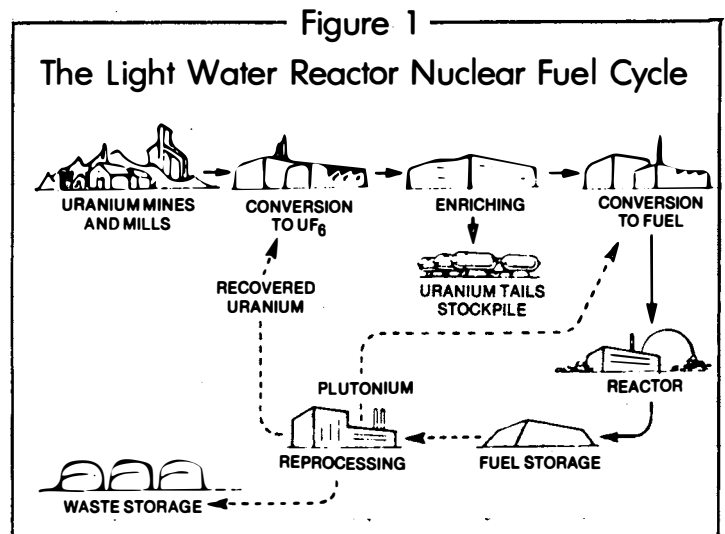 Figure 1
The Light Water Reactor Nuclear Fuel Cycle
URANIUM MINES
AND MILLS
CONVERSION
TO UF6
ENRICHING
CONVERSION
TO FUEL
RECOVERED
URANIUM
URANIUM TAILS
STOCKPILE
REACTOR
PLUTONIUM
REPROCESSING
FUEL STORAGE
WASTE STORAGE